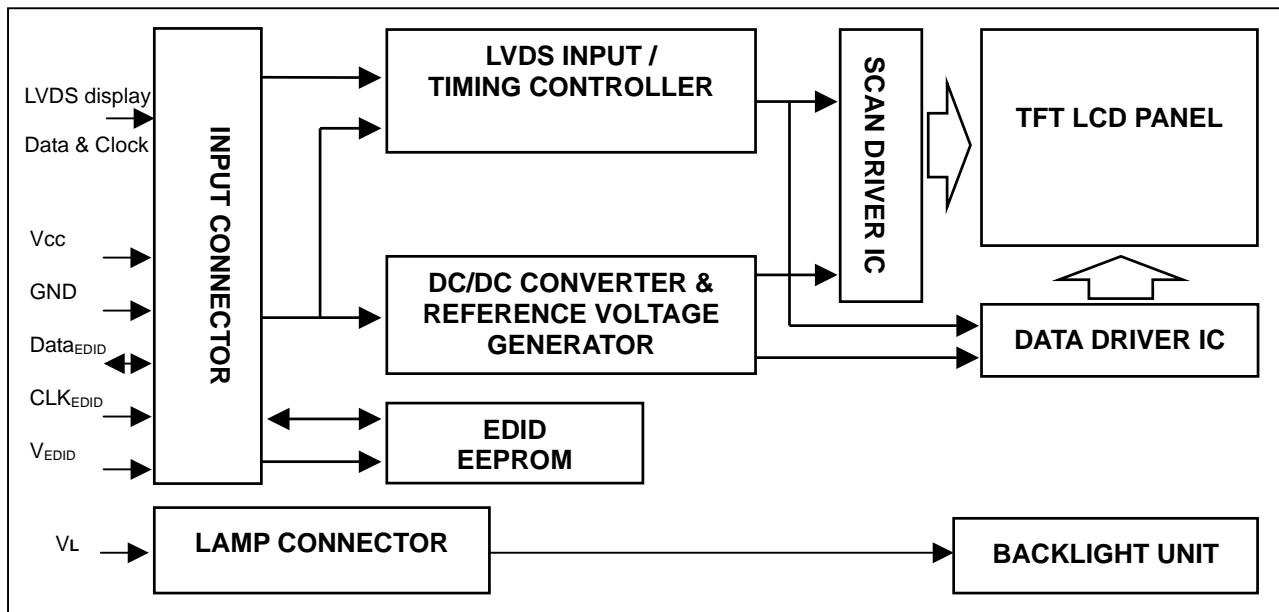 LVDS display
Data & Clock
Vcc
GND
DataEDID
CLKEDID
VEDID
VL
INPUT CONNECTOR
LVDS INPUT /
TIMING CONTROLLER
DC/DC CONVERTER &
REFERENCE VOLTAGE
GENERATOR
EDID
EEPROM
LAMP CONNECTOR
SCAN DRIVER IC
TFT LCD PANEL
DATA DRIVER IC
BACKLIGHT UNIT